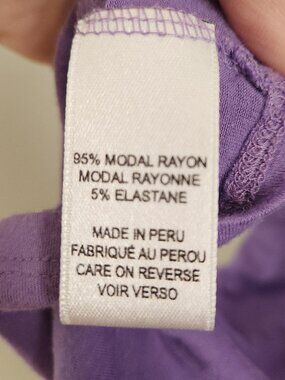 95% MODAL RAYON
MODAL RAYONNE
5% ELASTANE
MADE IN PERU
FABRIQUÉ AU PEROU
CARE ON REVERSE
VOIR VERSO